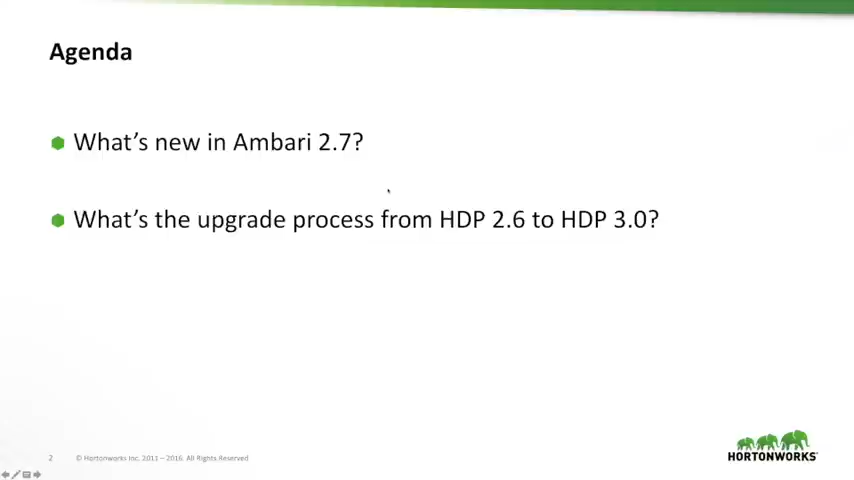 Agenda
What's new in Ambari 2.7?
What's the upgrade process from HDP 2.6 to HDP 3.0?
2 © Hortonworks Inc. 2011 – 2016. All Rights Reserved
HORTONWORKS